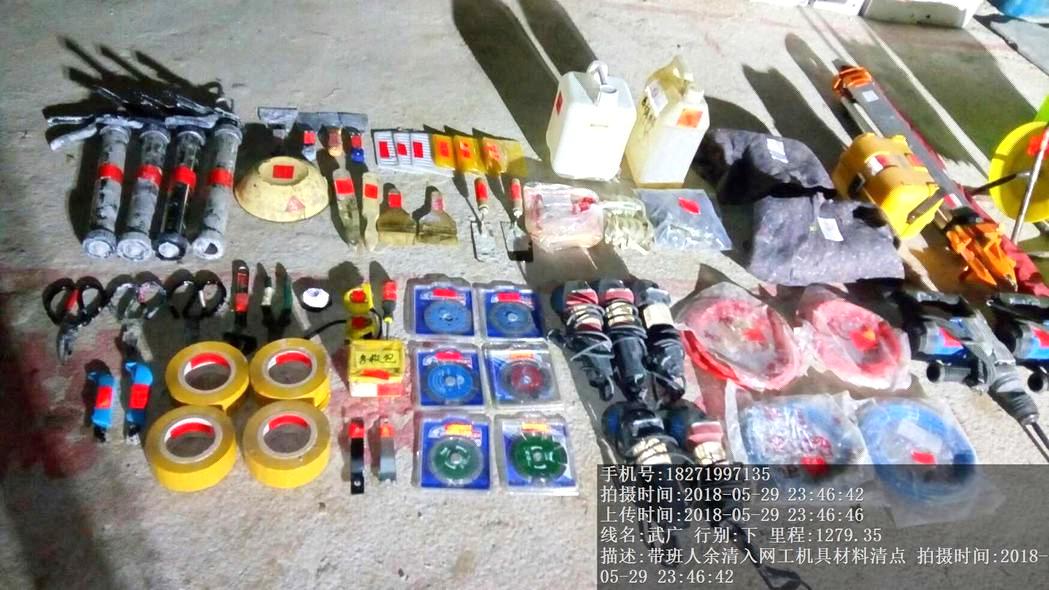 急救包
手机号:18271997135
拍摄时间:2018-05-29 23:46:42
上传时间:2018-05-29 23:46:46
线名:武广 行别:下 里程:1279.35
描述:带班人余清入网工机具材料清点 拍摄时间:2018-
05-29 23:46:42